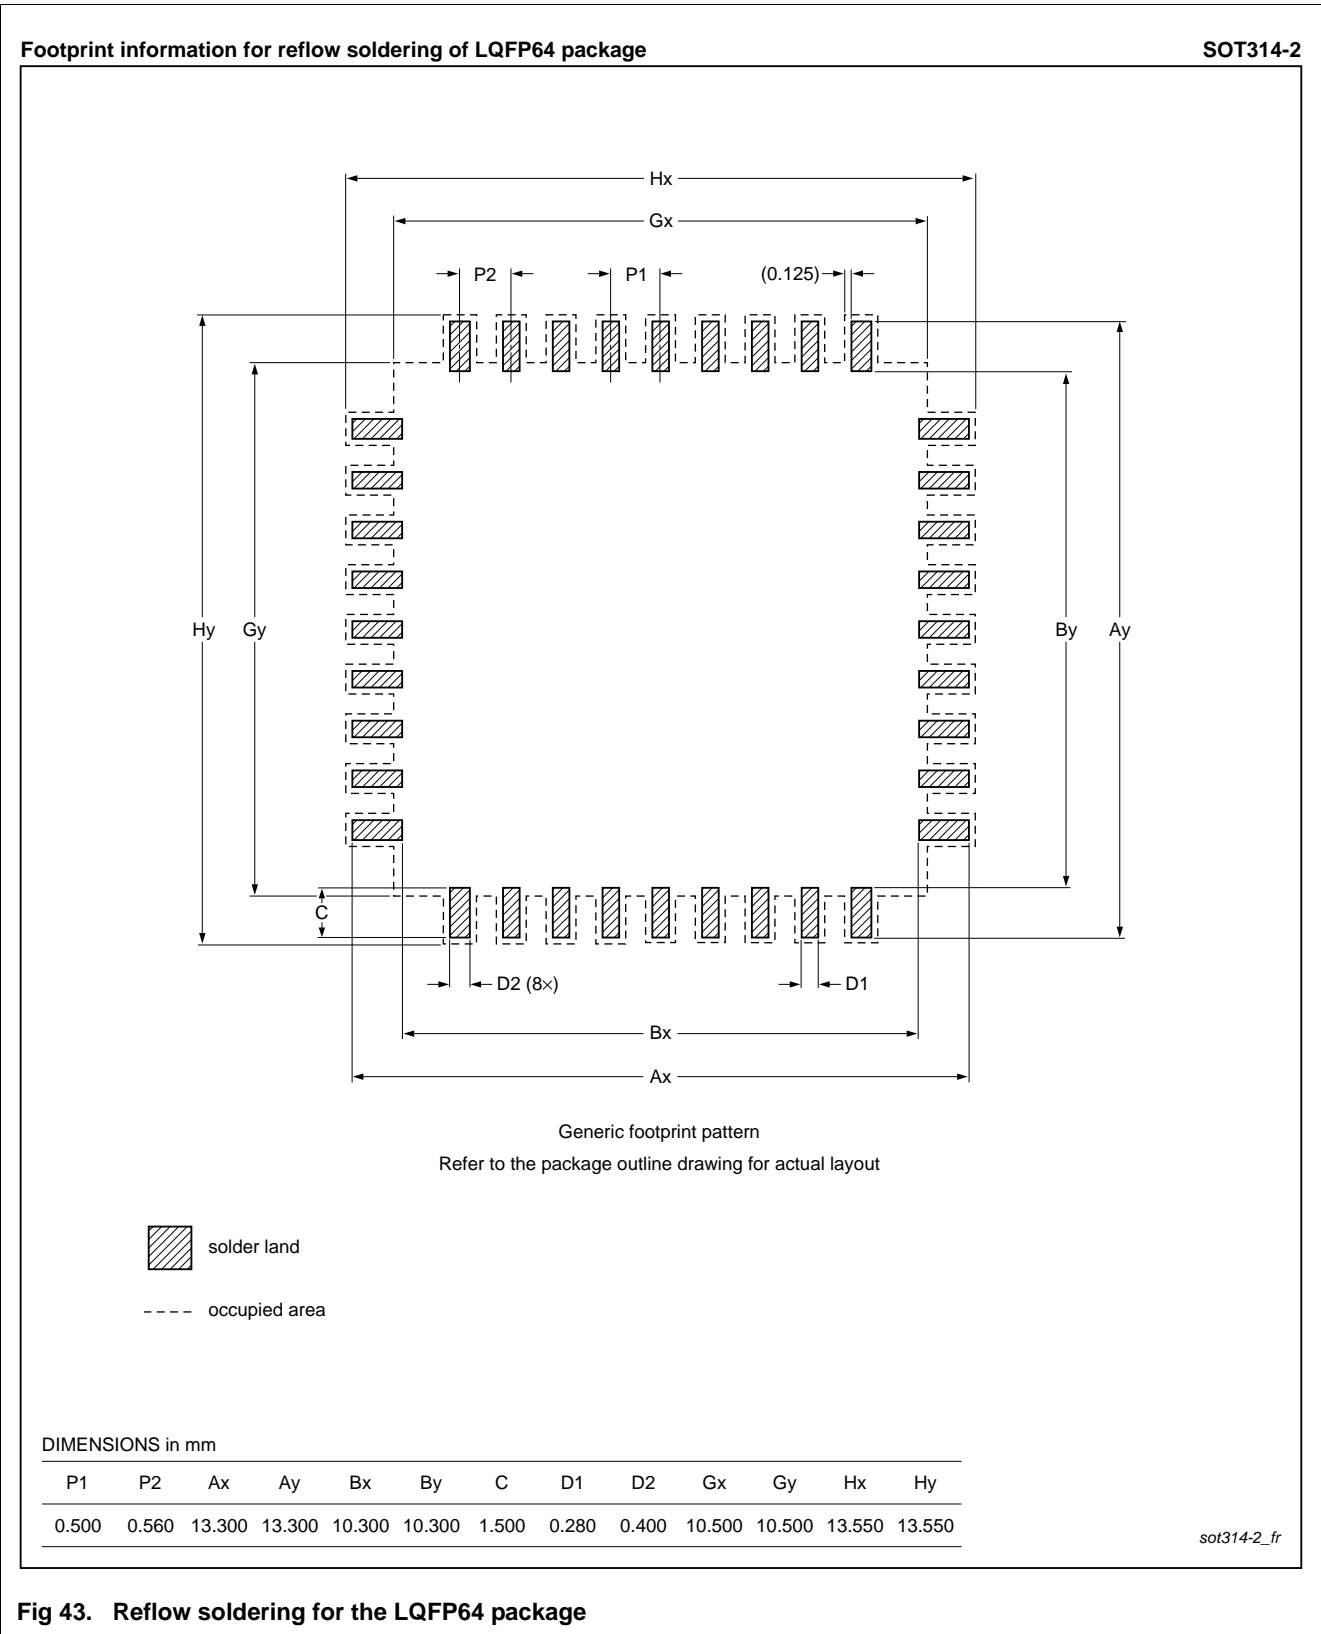 Footprint information for reflow soldering of LQFP64 package SOT314-2
Hx
Gx
P2 P1 (0.125)
Hy Gy By Ay
C
D2 (8×) D1
Bx
Ax
Generic footprint pattern
Refer to the package outline drawing for actual layout
solder land
occupied area
DIMENSIONS in mm
P1 P2 Ax Ay Bx By C D1 D2 Gx Gy Hx Hy
0.500 0.560 13.300 13.300 10.300 10.300 1.500 0.280 0.400 10.500 10.500 13.550 13.550
sot314-2_fr
Fig 43. Reflow soldering for the LQFP64 package